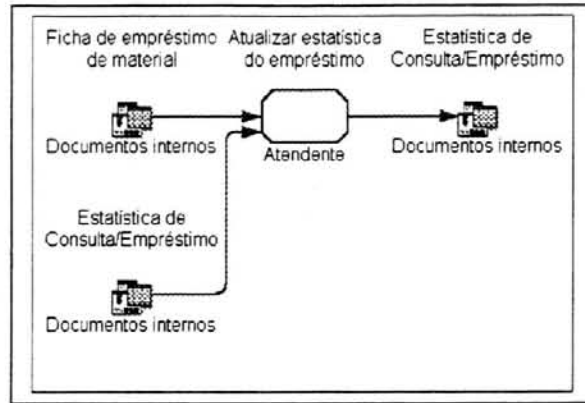 Ficha de empréstimo
de material
Atualizar estatística
do empréstimo
Estatística de
Consulta/Empréstimo
Documentos internos
Atendente
Documentos internos
Estatística de
Consulta/Empréstimo
Documentos internos